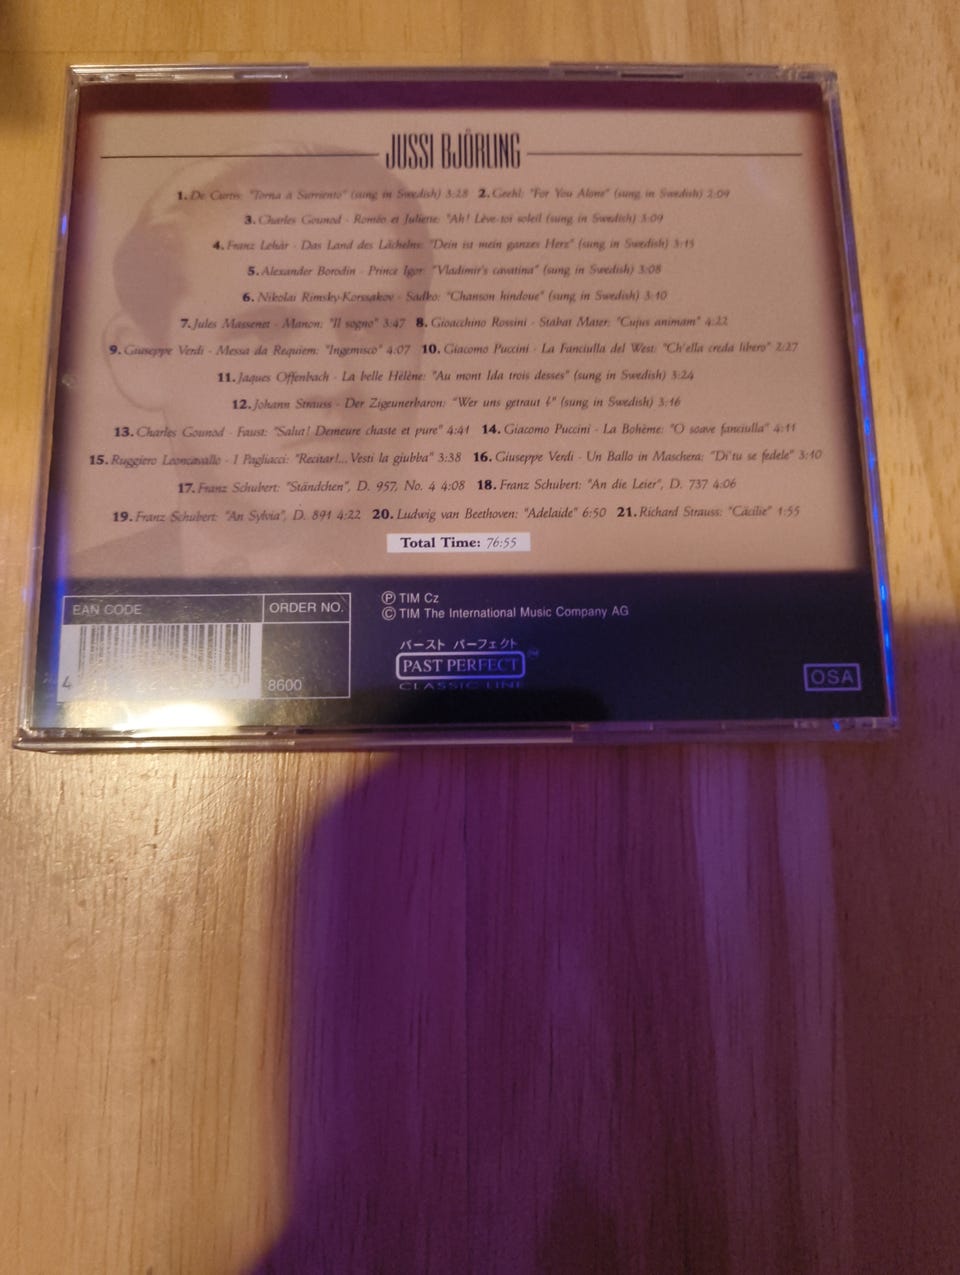 JUSSI BJÖRLING
1. De Curtis: "Torna à Surriento" (sung in Swedish) 3:28 2. Geehl: "For You Alone" (sung in Swedish) 2:09
3. Charles Gounod - Roméo et Juliette: "Ah! Lève-toi soleil (sung in Swedish) 3:09
4. Franz Lehár - Das Land des Lächelns: "Dein ist mein ganzes Herz" (sung in Swedish) 3:15
5. Alexander Borodin - Prince Igor: "Vladimir's cavatina" (sung in Swedish) 3:08
6. Nikolai Rimsky-Korssakov - Sadko: "Chanson hindoue" (sung in Swedish) 3:10
7. Jules Massenet - Manon: "Il sogno" 3:47 8. Gioacchino Rossini - Stabat Mater: "Cujus animam" 4:22
9. Giuseppe Verdi - Messa da Requiem: "Ingemisco" 4:07 10. Giacomo Puccini - La Fanciulla del West: "Ch'ella creda libero" 2:27
11. Jaques Offenbach - La belle Hélène: "Au mont Ida trois desses" (sung in Swedish) 3:24
12. Johann Strauss - Der Zigeunerbaron: "Wer uns getraut ?" (sung in Swedish) 3:16
13. Charles Gounod - Faust: "Salut! Demeure chaste et pure" 4:41 14. Giacomo Puccini - La Bohème: "O soave fanciulla" 4:11
15. Ruggiero Leoncavallo - I Pagliacci: "Recitar!... Vesti la giubba" 3:38 16. Giuseppe Verdi - Un Ballo in Maschera: "Di'tu se fedele" 3:10
17. Franz Schubert: "Ständchen", D. 957, No. 4 4:08 18. Franz Schubert: "An die Leier", D. 737 4:06
19. Franz Schubert: "An Sylvia", D. 891 4:22 20. Ludwig van Beethoven: "Adelaide" 6:50 21. Richard Strauss: "Cäcilie" 1:55
Total Time: 76:55
EAN CODE
ORDER NO.
8600
Ⓟ TIM Cz
© TIM The International Music Company AG
パースト パーフェクト
PAST PERFECT TM
CLASSIC LINE
OSA